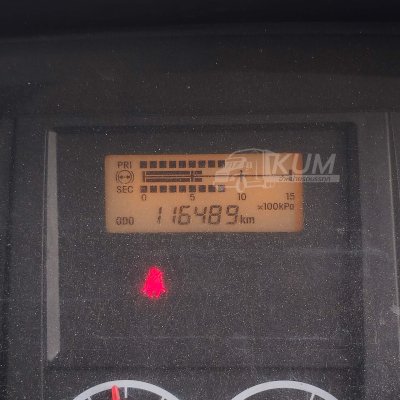 PRI
KUM
SEC
0 5 10 15
×100kPa
ODO 116489 km